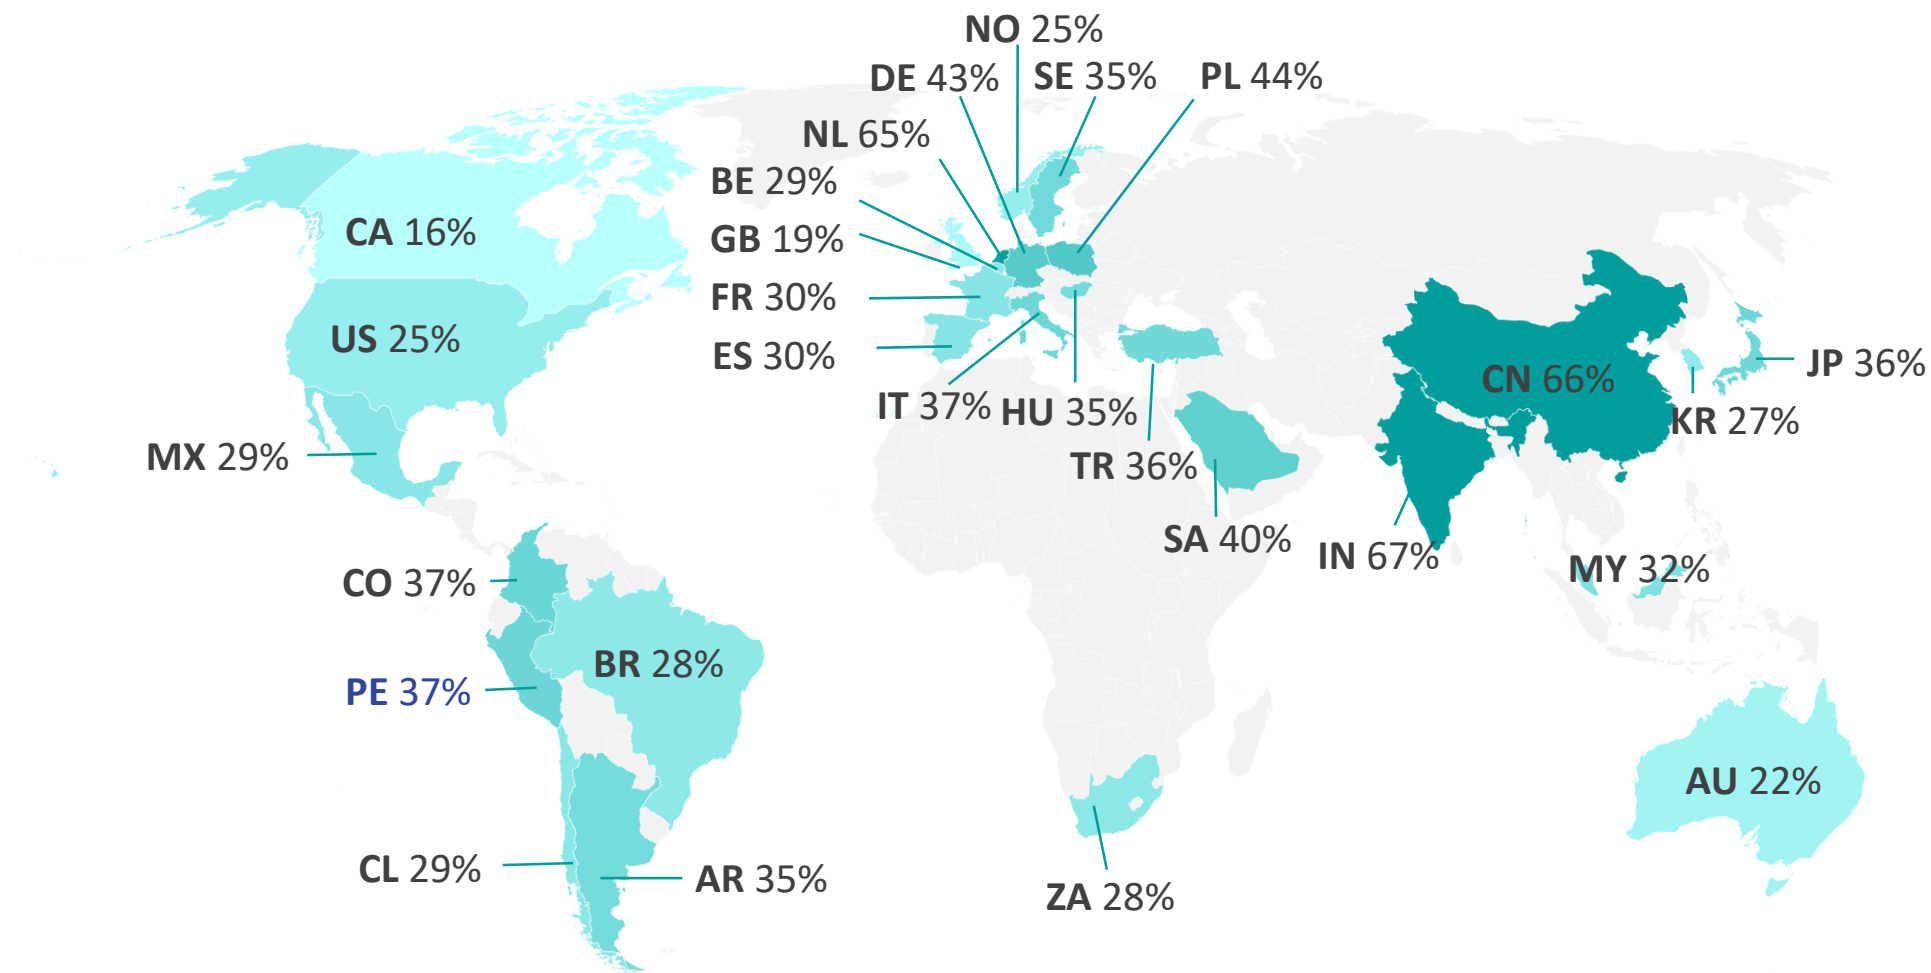 NO 25%
DE 43%
SE 35%
PL 44%
NL 65%
BE 29%
GB 19%
CA 16%
FR 30%
US 25%
ES 30%
IT 37%
HU 35%
TR 36%
CN 66%
JP 36%
KR 27%
MX 29%
SA 40%
IN 67%
MY 32%
CO 37%
PE 37%
BR 28%
AU 22%
CL 29%
AR 35%
ZA 28%